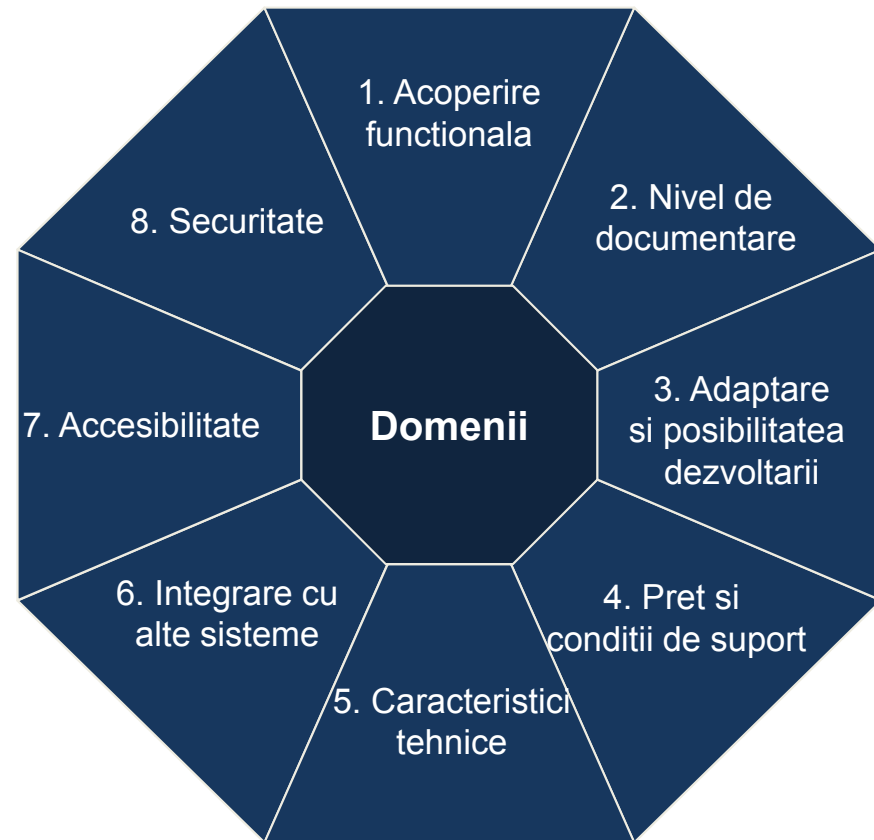 1. Acoperire
functionala
2. Nivel de
documentare
3. Adaptare
si posibilitatea
dezvoltarii
4. Pret si
conditii de suport
5. Caracteristici
tehnice
6. Integrare cu
alte sisteme
7. Accesibilitate
8. Securitate
Domenii